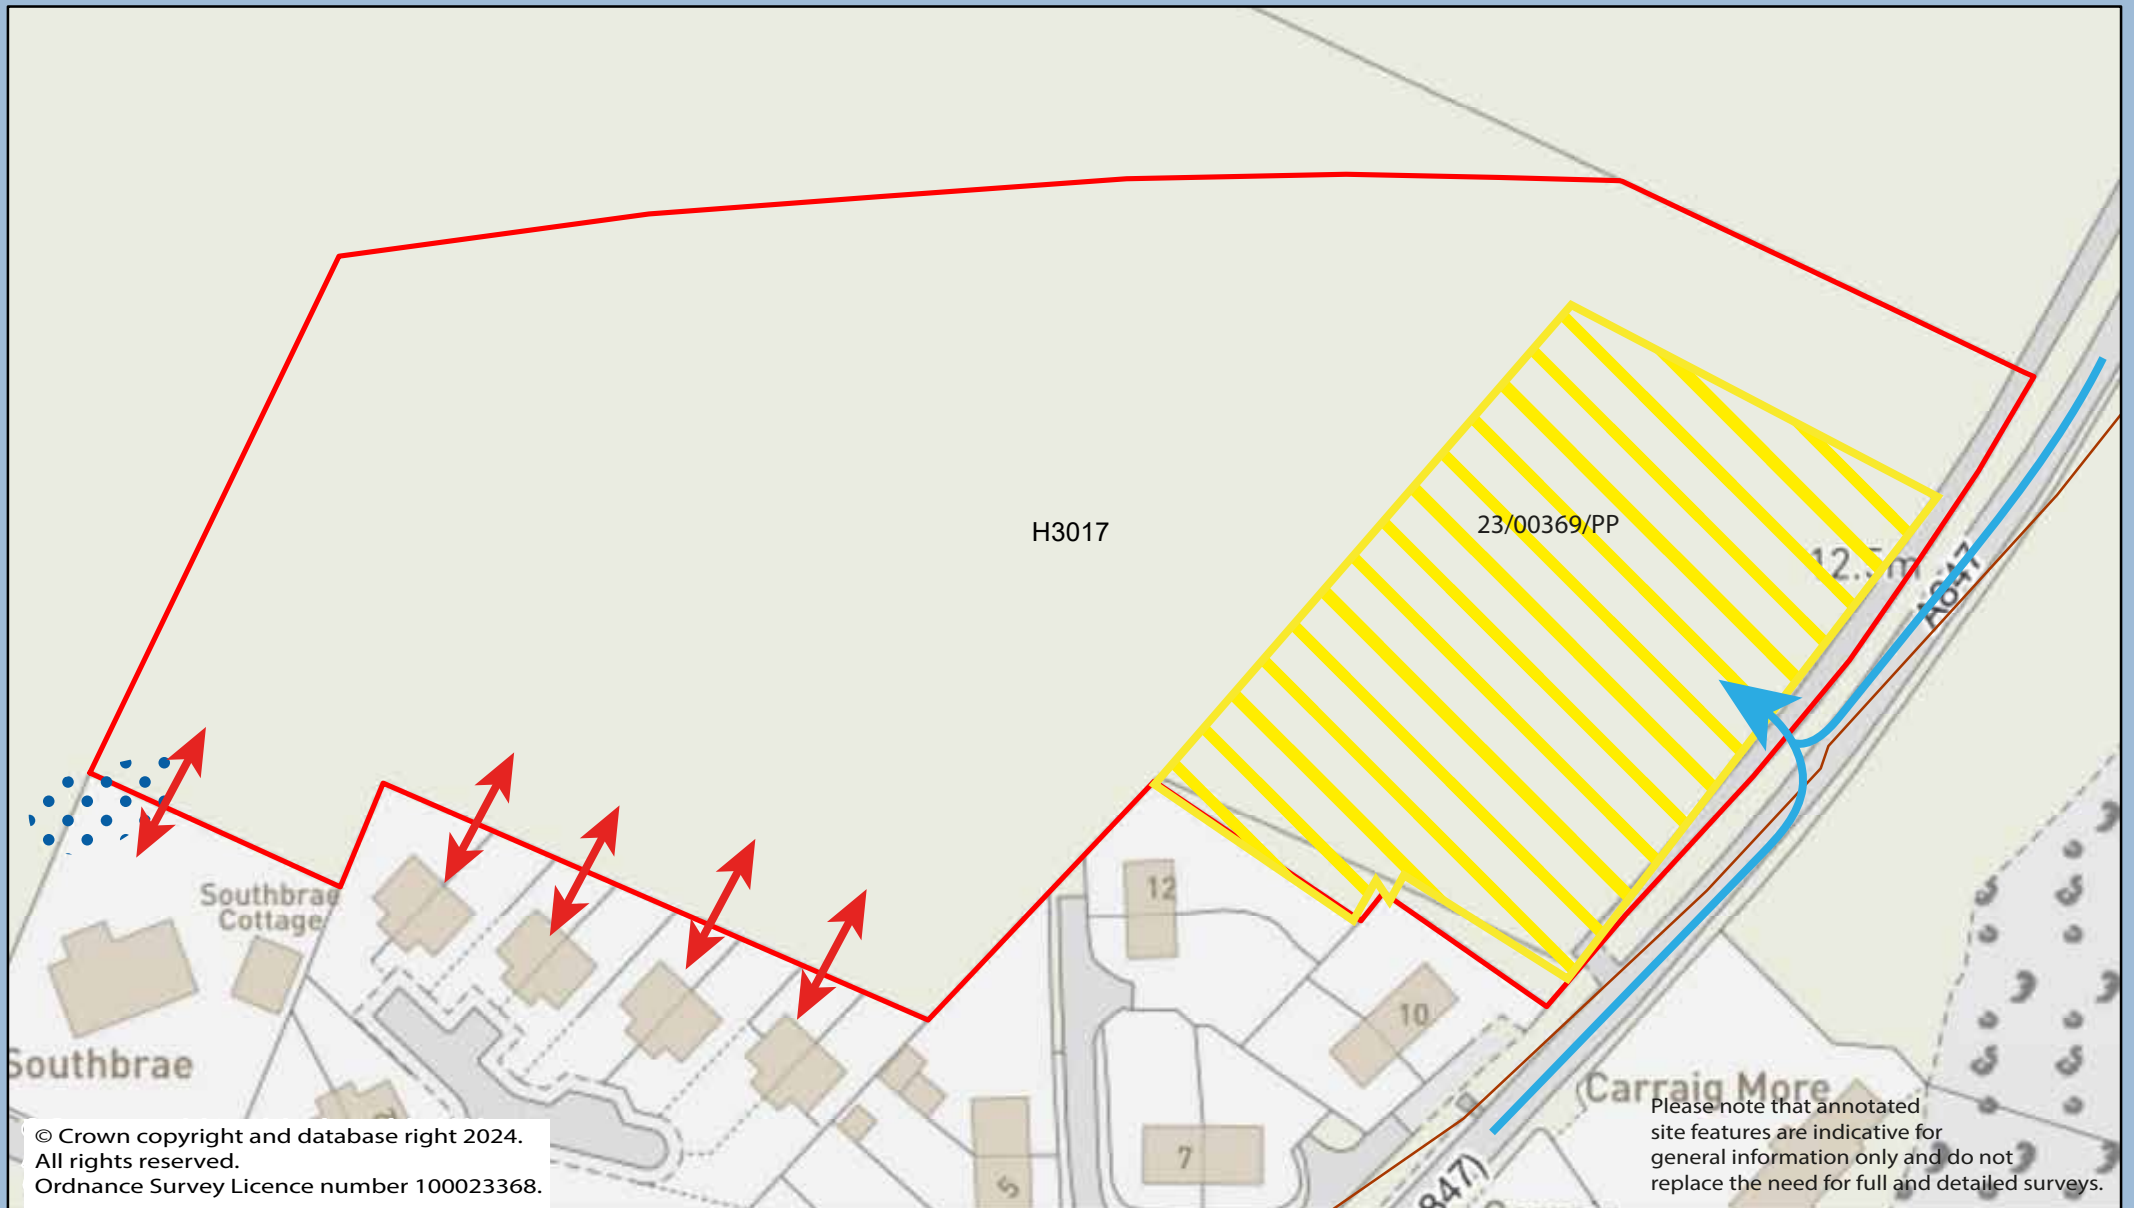 H3017
23/00369/PP
12.5m
A847
Southbrae
Cottage
12
10
Southbrae
Carraig More
7
5
847)
Please note that annotated
site features are indicative for
general information only and do not
replace the need for full and detailed surveys.
© Crown copyright and database right 2024.
All rights reserved.
Ordnance Survey Licence number 100023368.